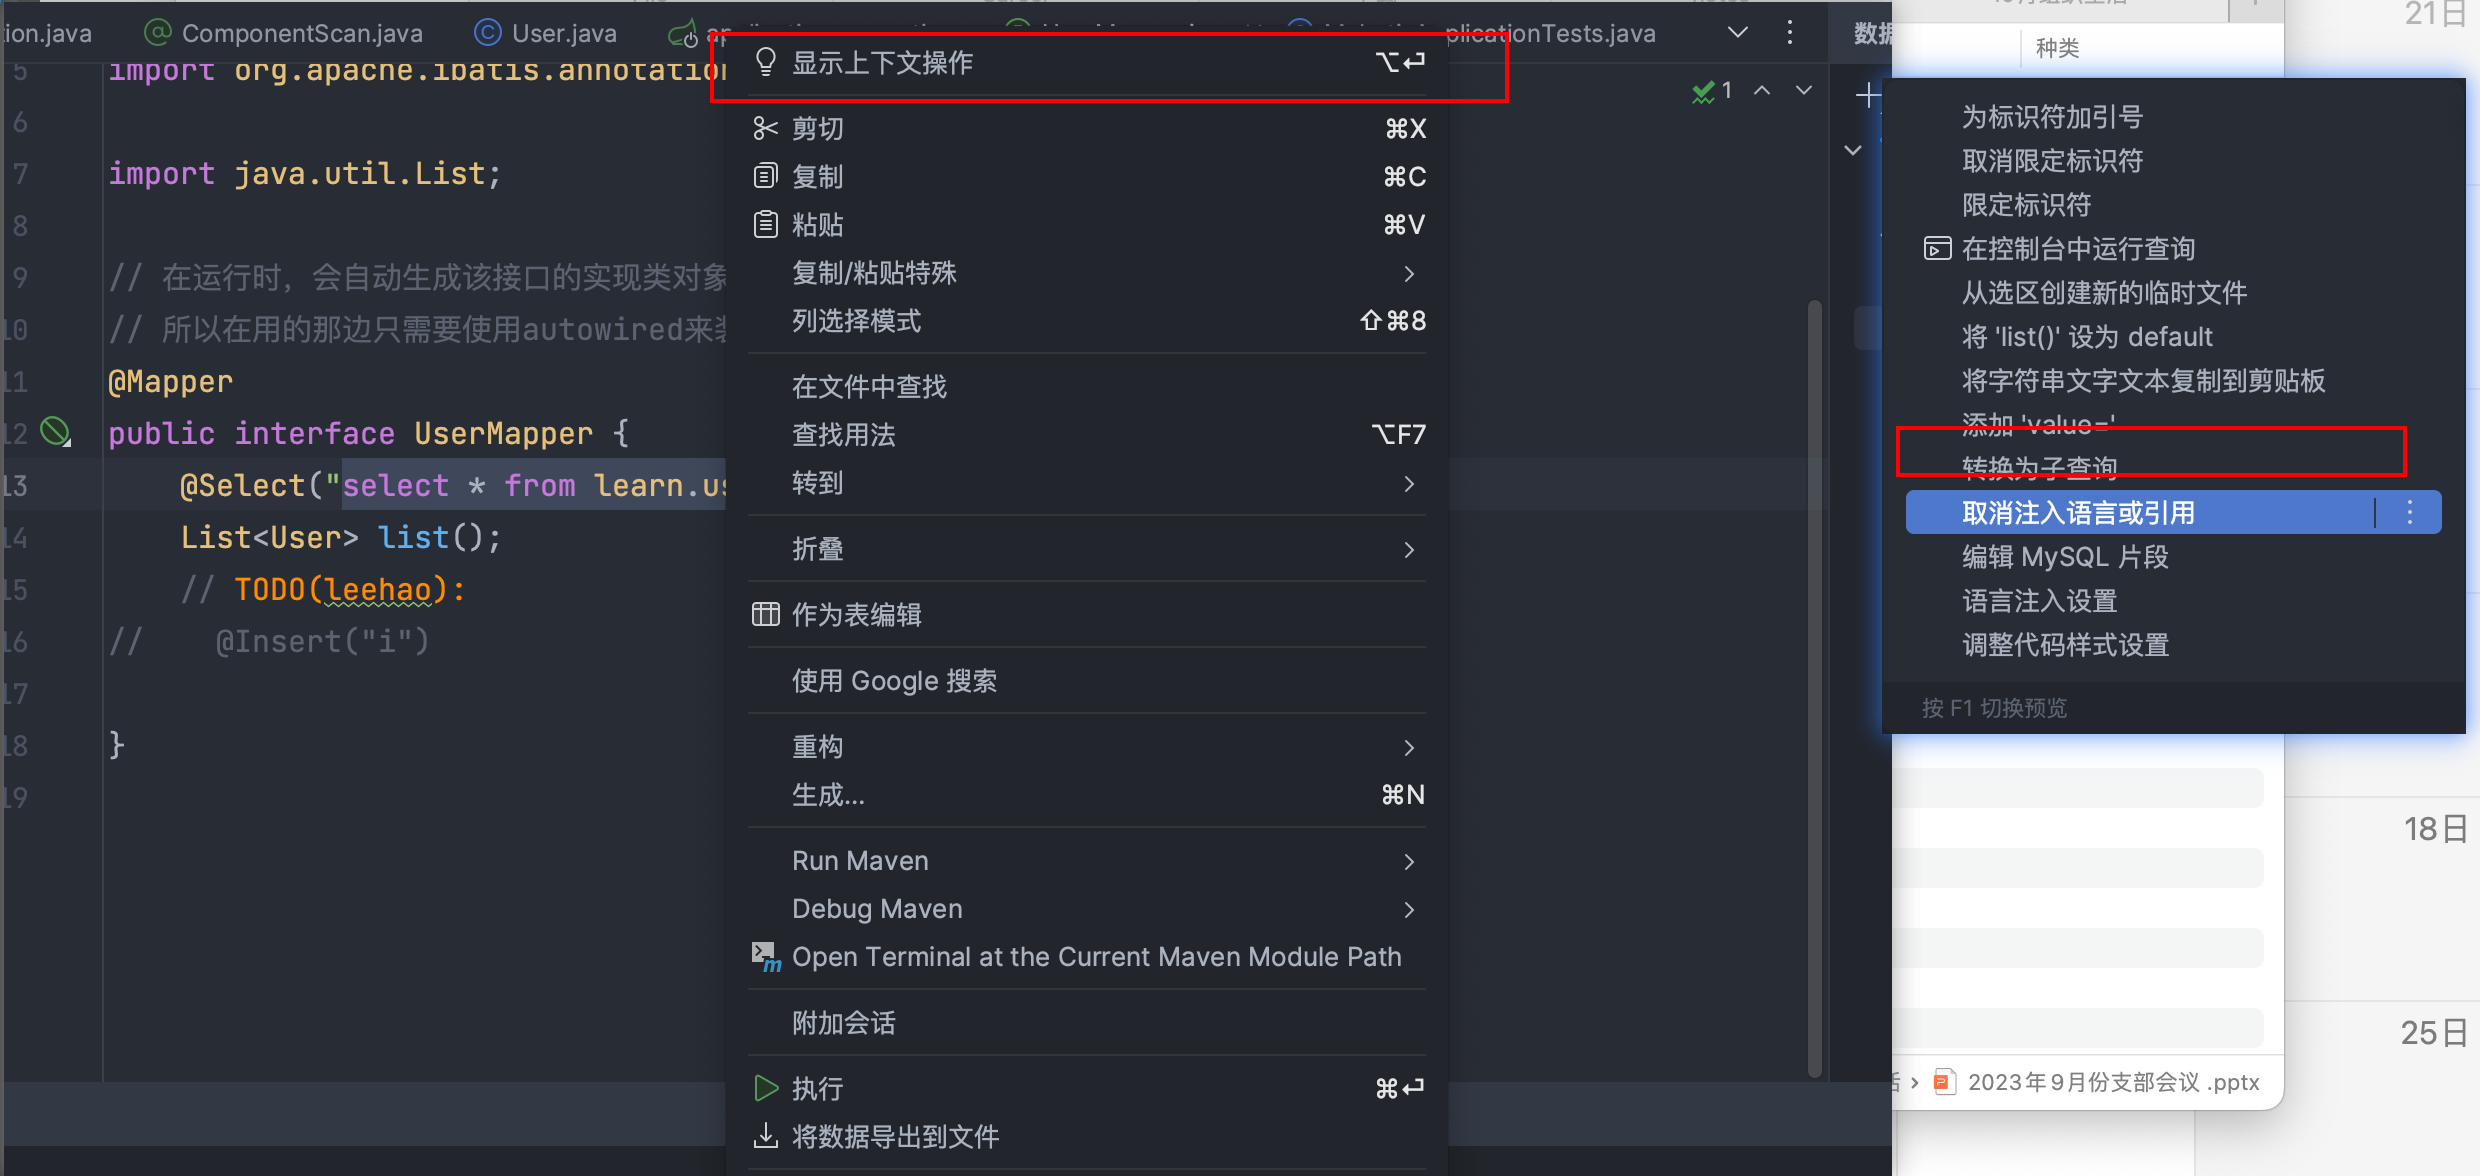 ion.java
ComponentScan.java
User.java
plicationTests.java
数据
种类
21日
5 import org.apache.ibatis.annotation
6
7 import java.util.List;
8
9 // 在运行时，会自动生成该接口的实现类对象
10 // 所以在用的那边只需要使用autowired来装
11 @Mapper
12 public interface UserMapper {
13 @Select("select * from learn.us
14 List<User> list();
15 // TODO(leehao):
16 // @Insert("i")
17
18 }
19
1
显示上下文操作 ⌥↩
剪切 ⌘X
复制 ⌘C
粘贴 ⌘V
复制/粘贴特殊
列选择模式 ⇧⌘8
在文件中查找
查找用法 ⌥F7
转到
折叠
作为表编辑
使用 Google 搜索
重构
生成... ⌘N
Run Maven
Debug Maven
Open Terminal at the Current Maven Module Path
附加会话
执行 ⌘↩
将数据导出到文件
为标识符加引号
取消限定标识符
限定标识符
在控制台中运行查询
从选区创建新的临时文件
将 'list()' 设为 default
将字符串文字文本复制到剪贴板
添加 'value='
转换为子查询
取消注入语言或引用
编辑 MySQL 片段
语言注入设置
调整代码样式设置
按 F1 切换预览
18日
25日
2023年9月份支部会议 .pptx